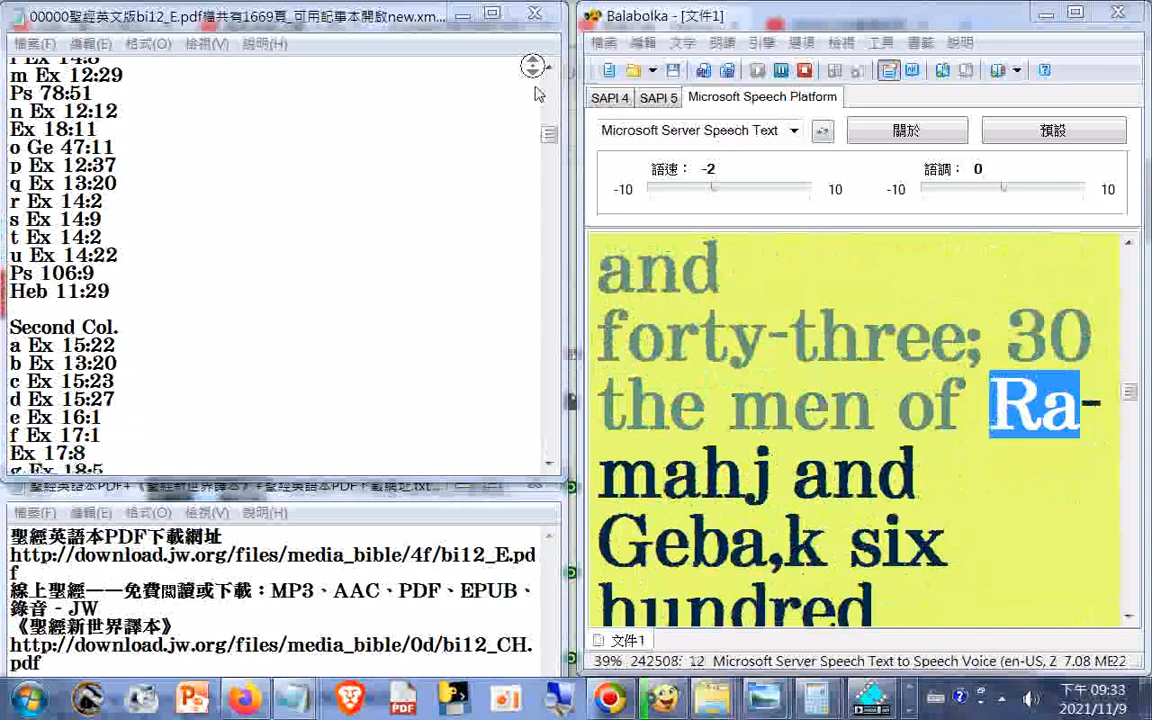 00000聖經英文版bi12_E.pdf檔共有1669頁_可用記事本開啟new.xm...
檔案(F) 編輯(E) 格式(O) 檢視(V) 說明(H)
r Ex 14:8
m Ex 12:29
Ps 78:51
n Ex 12:12
Ex 18:11
o Ge 47:11
p Ex 12:37
q Ex 13:20
r Ex 14:2
s Ex 14:9
t Ex 14:2
u Ex 14:22
Ps 106:9
Heb 11:29
Second Col.
a Ex 15:22
b Ex 13:20
c Ex 15:23
d Ex 15:27
e Ex 16:1
f Ex 17:1
Ex 17:8
g Ex 18:5
檔案(F) 編輯(E) 格式(O) 檢視(V) 說明(H)
聖經英語本PDF下載網址
http://download.jw.org/files/media_bible/4f/bi12_E.pd
f
線上聖經——免費閱讀或下載：MP3、AAC、PDF、EPUB、
錄音 - JW
《聖經新世界譯本》
http://download.jw.org/files/media_bible/0d/bi12_CH.
pdf
Balabolka - [文件1]
檔案 編輯 文字 朗讀 引擎 選項 檢視 工具 書籤 說明
SAPI 4 SAPI 5 Microsoft Speech Platform
Microsoft Server Speech Text 關於 預設
語速： -2 語調： 0
-10 10 -10 10
and
forty-three; 30
the men of Ra-
mahj and
Geba,k six
hundred
文件1
39% 242508: 12 Microsoft Server Speech Text to Speech Voice (en-US, Z 7.08 ME22
PDF
下午 09:33
2021/11/9